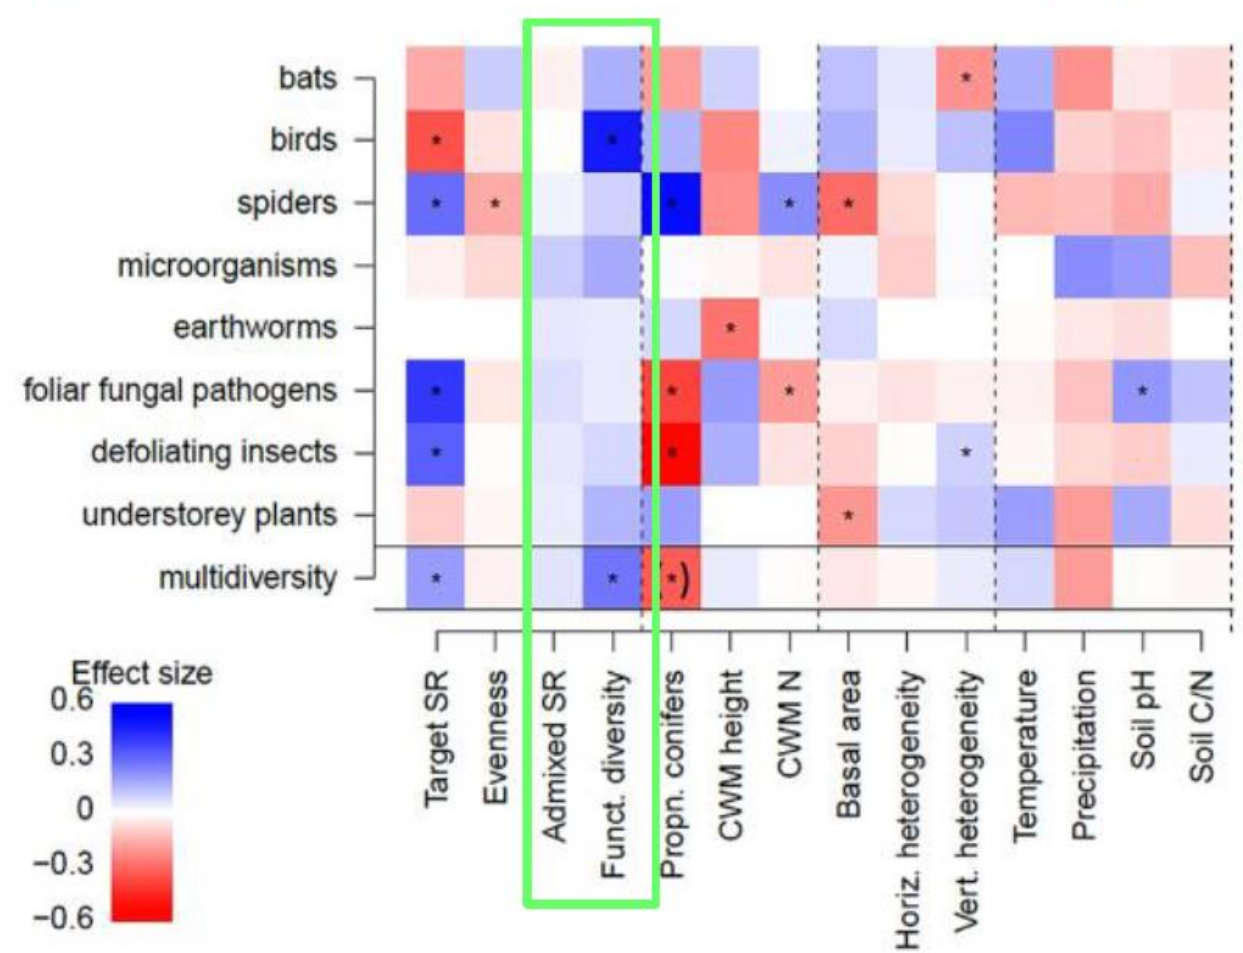 bats
*
birds
* *
spiders
* * * * *
microorganisms
earthworms
*
foliar fungal pathogens
* * * *
defoliating insects
* * *
understorey plants
*
multidiversity
* * (*)
Effect size
0.6
0.3
0
−0.3
−0.6
Target SR
Evenness
Admixed SR
Funct. diversity
Propn. conifers
CWM height
CWM N
Basal area
Horiz. heterogeneity
Vert. heterogeneity
Temperature
Precipitation
Soil pH
Soil C/N